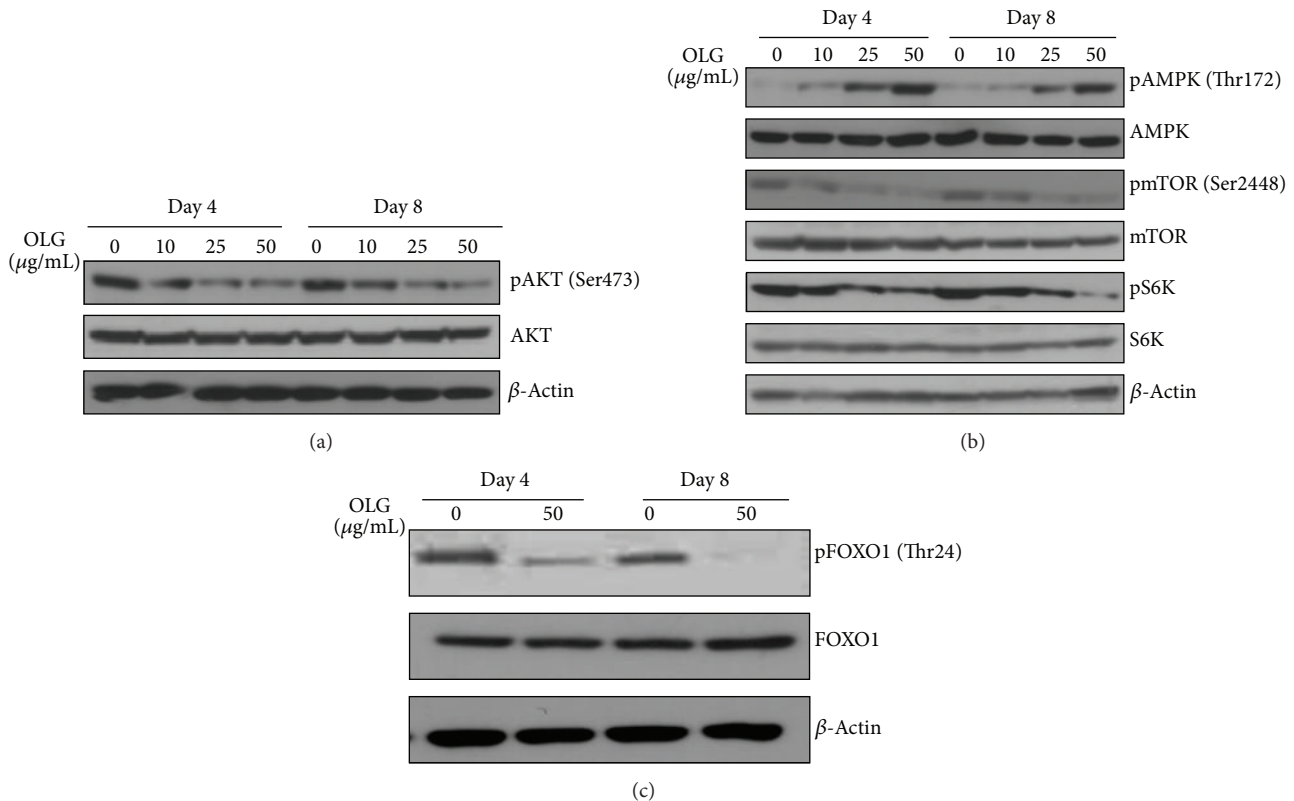 Day 4 Day 8
OLG
(μg/mL)
0 10 25 50 0 10 25 50
pAKT (Ser473)
AKT
β-Actin
(a)
Day 4 Day 8
OLG
(μg/mL)
0 10 25 50 0 10 25 50
pAMPK (Thr172)
AMPK
pmTOR (Ser2448)
mTOR
pS6K
S6K
β-Actin
(b)
Day 4 Day 8
OLG
(μg/mL)
0 50 0 50
pFOXO1 (Thr24)
FOXO1
β-Actin
(c)